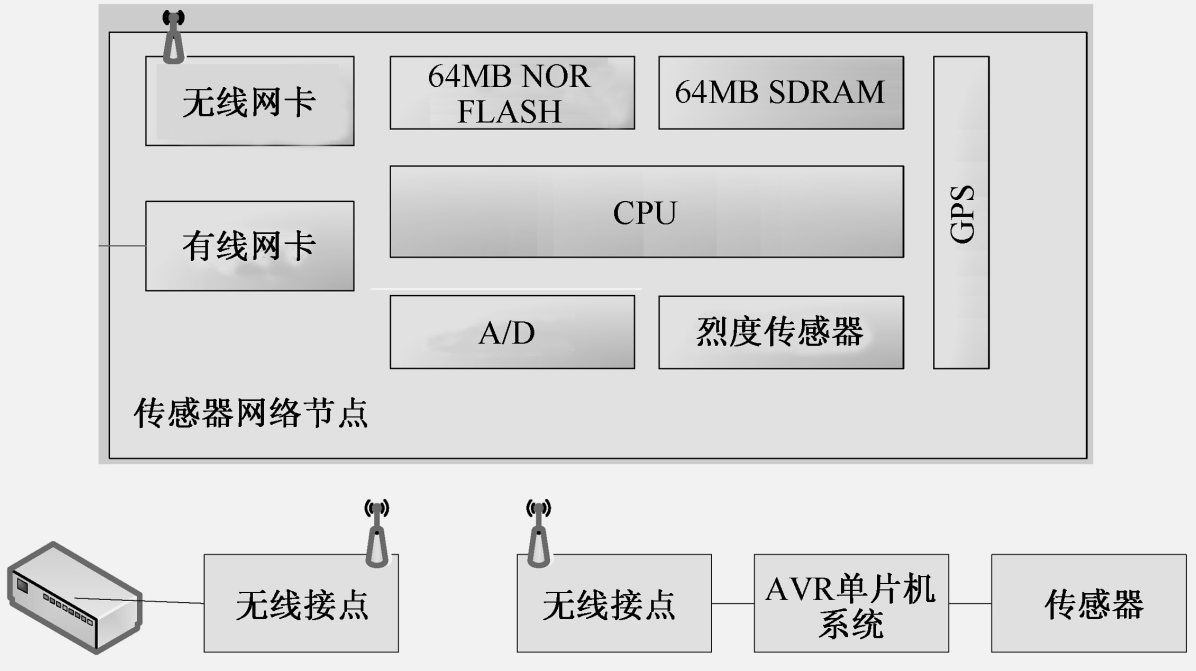 无线网卡
64MB NOR
FLASH
64MB SDRAM
有线网卡
CPU
GPS
A/D
烈度传感器
传感器网络节点
无线接点
无线接点
AVR单片机
系统
传感器